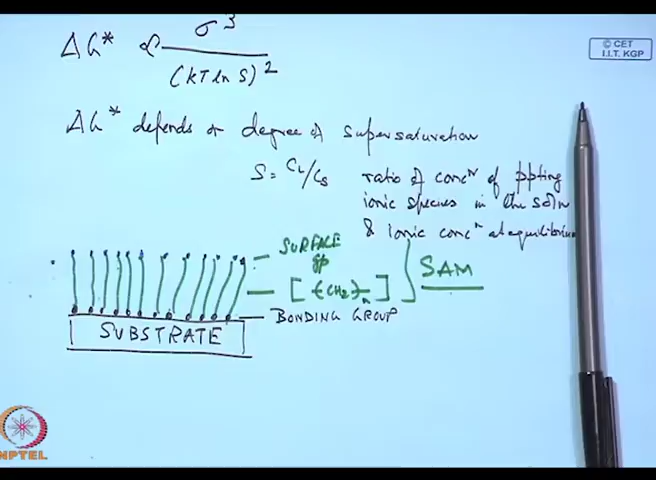 ΔG* ∝ σ³/(kT ln S)²
© CET
I.I.T. KGP
ΔG* depends on degree of supersaturation
S = CL/CS ratio of concⁿ of ppting
ionic species in the soln
& ionic concⁿ at equilibrium
SURFACE
gp
[-(CH2)n-] SAM
BONDING GROUP
SUBSTRATE
NPTEL